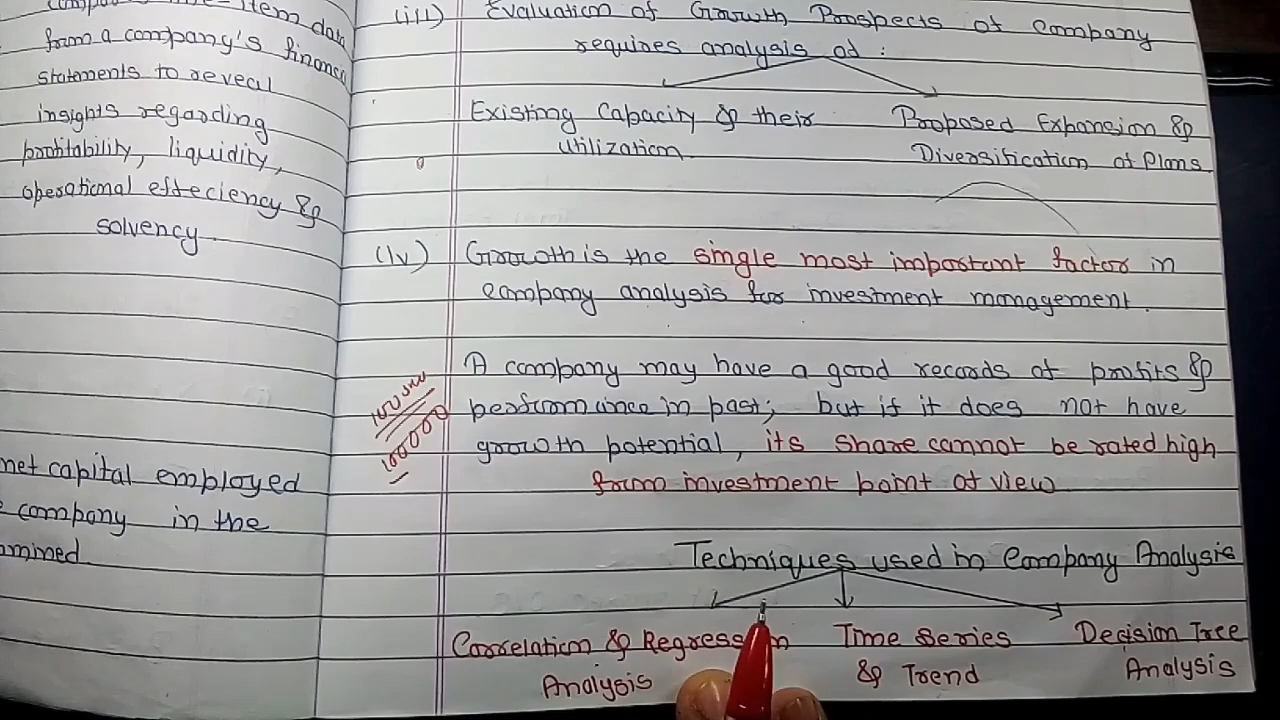 Item data
from a company's financ
statements to reveal
insights regarding
profitability, liquidity,
operational effeciency &
solvency.
net capital employed
company in the
(iii) Evaluation of Growth Prospects of Company
requires analysis of :
Existing Capacity & their
Utilization
Proposed Expansion &
Diversification of Plans
(iv) Growth is the single most important factor in
company analysis for investment management.
A company may have a good records of profits &
performance in past; but if it does not have
growth potential, its share cannot be rated high
from investment point of view
100000
Techniques used in Company Analysis
Correlation & Regression
Analysis
Time Series
& Trend
Decision Tree
Analysis